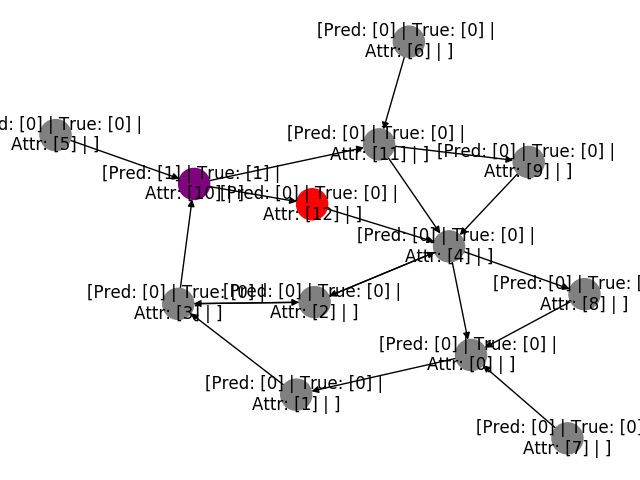 [Pred: [0] | True: [0] |
Attr: [6] | ]
d: [0] | True: [0] |
Attr: [5] | ]
[Pred: [0] | True: [0] |
Attr: [11] | ]
[Pred: [0] | True: [0] |
Attr: [9] | ]
[Pred: [1] | True: [1] |
Attr: [10] | ]
[Pred: [0] | True: [0] |
Attr: [12] | ]
[Pred: [0] | True: [0] |
Attr: [4] | ]
[Pred: [0] | True: [0] |
Attr: [3] | ]
[Pred: [0] | True: [0] |
Attr: [2] | ]
[Pred: [0] | True: [
Attr: [8] | ]
[Pred: [0] | True: [0] |
Attr: [0] | ]
[Pred: [0] | True: [0] |
Attr: [1] | ]
[Pred: [0] | True: [0]
Attr: [7] | ]